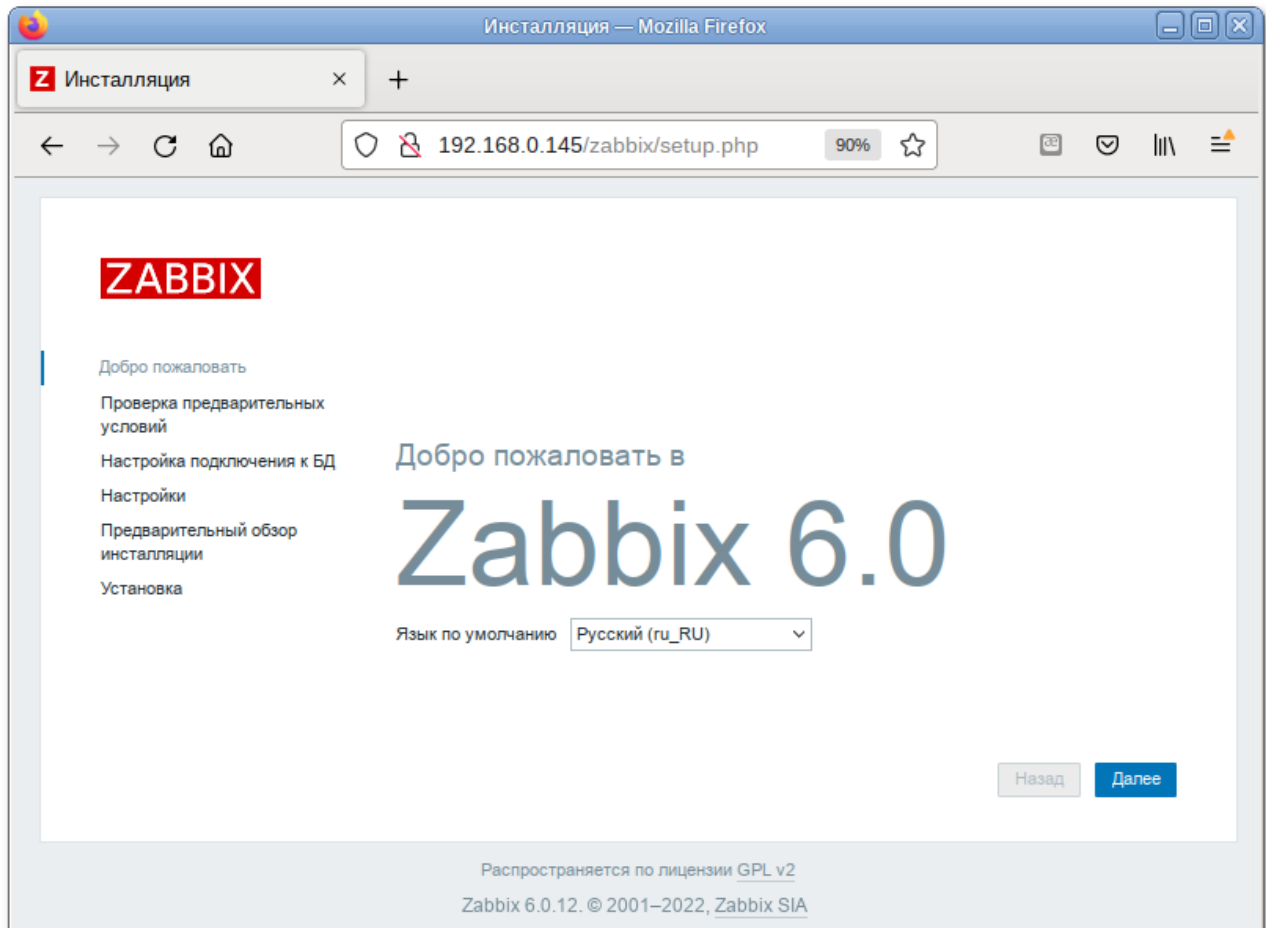 Инсталляция — Mozilla Firefox
Z Инсталляция
192.168.0.145/zabbix/setup.php 90%
ZABBIX
Добро пожаловать
Проверка предварительных
условий
Настройка подключения к БД
Настройки
Предварительный обзор
инсталляции
Установка
Добро пожаловать в
Zabbix 6.0
Язык по умолчанию Русский (ru_RU)
Назад Далее
Распространяется по лицензии GPL v2
Zabbix 6.0.12. © 2001–2022, Zabbix SIA